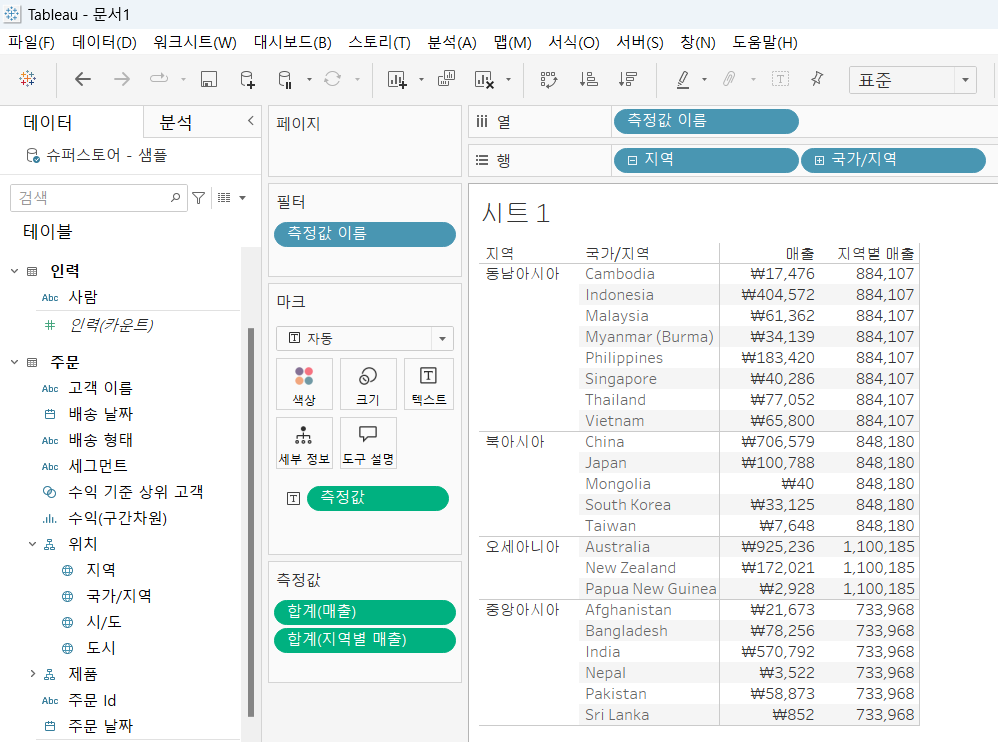 Tableau - 문서1
파일(F) 데이터(D) 워크시트(W) 대시보드(B) 스토리(T) 분석(A) 맵(M) 서식(O) 서버(S) 창(N) 도움말(H)
표준
데이터 분석
슈퍼스토어 - 샘플
검색
테이블
인력
Abc 사람
# 인력(카운트)
주문
Abc 고객 이름
배송 날짜
Abc 배송 형태
Abc 세그먼트
수익 기준 상위 고객
수익(구간차원)
위치
지역
국가/지역
시/도
도시
제품
Abc 주문 Id
주문 날짜
페이지
필터
측정값 이름
마크
자동
색상 크기 텍스트
세부 정보 도구 설명
측정값
측정값
합계(매출)
합계(지역별 매출)
열 측정값 이름
행 지역 국가/지역
시트 1
지역 국가/지역 매출 지역별 매출
동남아시아 Cambodia ₩17,476 884,107
Indonesia ₩404,572 884,107
Malaysia ₩61,362 884,107
Myanmar (Burma) ₩34,139 884,107
Philippines ₩183,420 884,107
Singapore ₩40,286 884,107
Thailand ₩77,052 884,107
Vietnam ₩65,800 884,107
북아시아 China ₩706,579 848,180
Japan ₩100,788 848,180
Mongolia ₩40 848,180
South Korea ₩33,125 848,180
Taiwan ₩7,648 848,180
오세아니아 Australia ₩925,236 1,100,185
New Zealand ₩172,021 1,100,185
Papua New Guinea ₩2,928 1,100,185
중앙아시아 Afghanistan ₩21,673 733,968
Bangladesh ₩78,256 733,968
India ₩570,792 733,968
Nepal ₩3,522 733,968
Pakistan ₩58,873 733,968
Sri Lanka ₩852 733,968